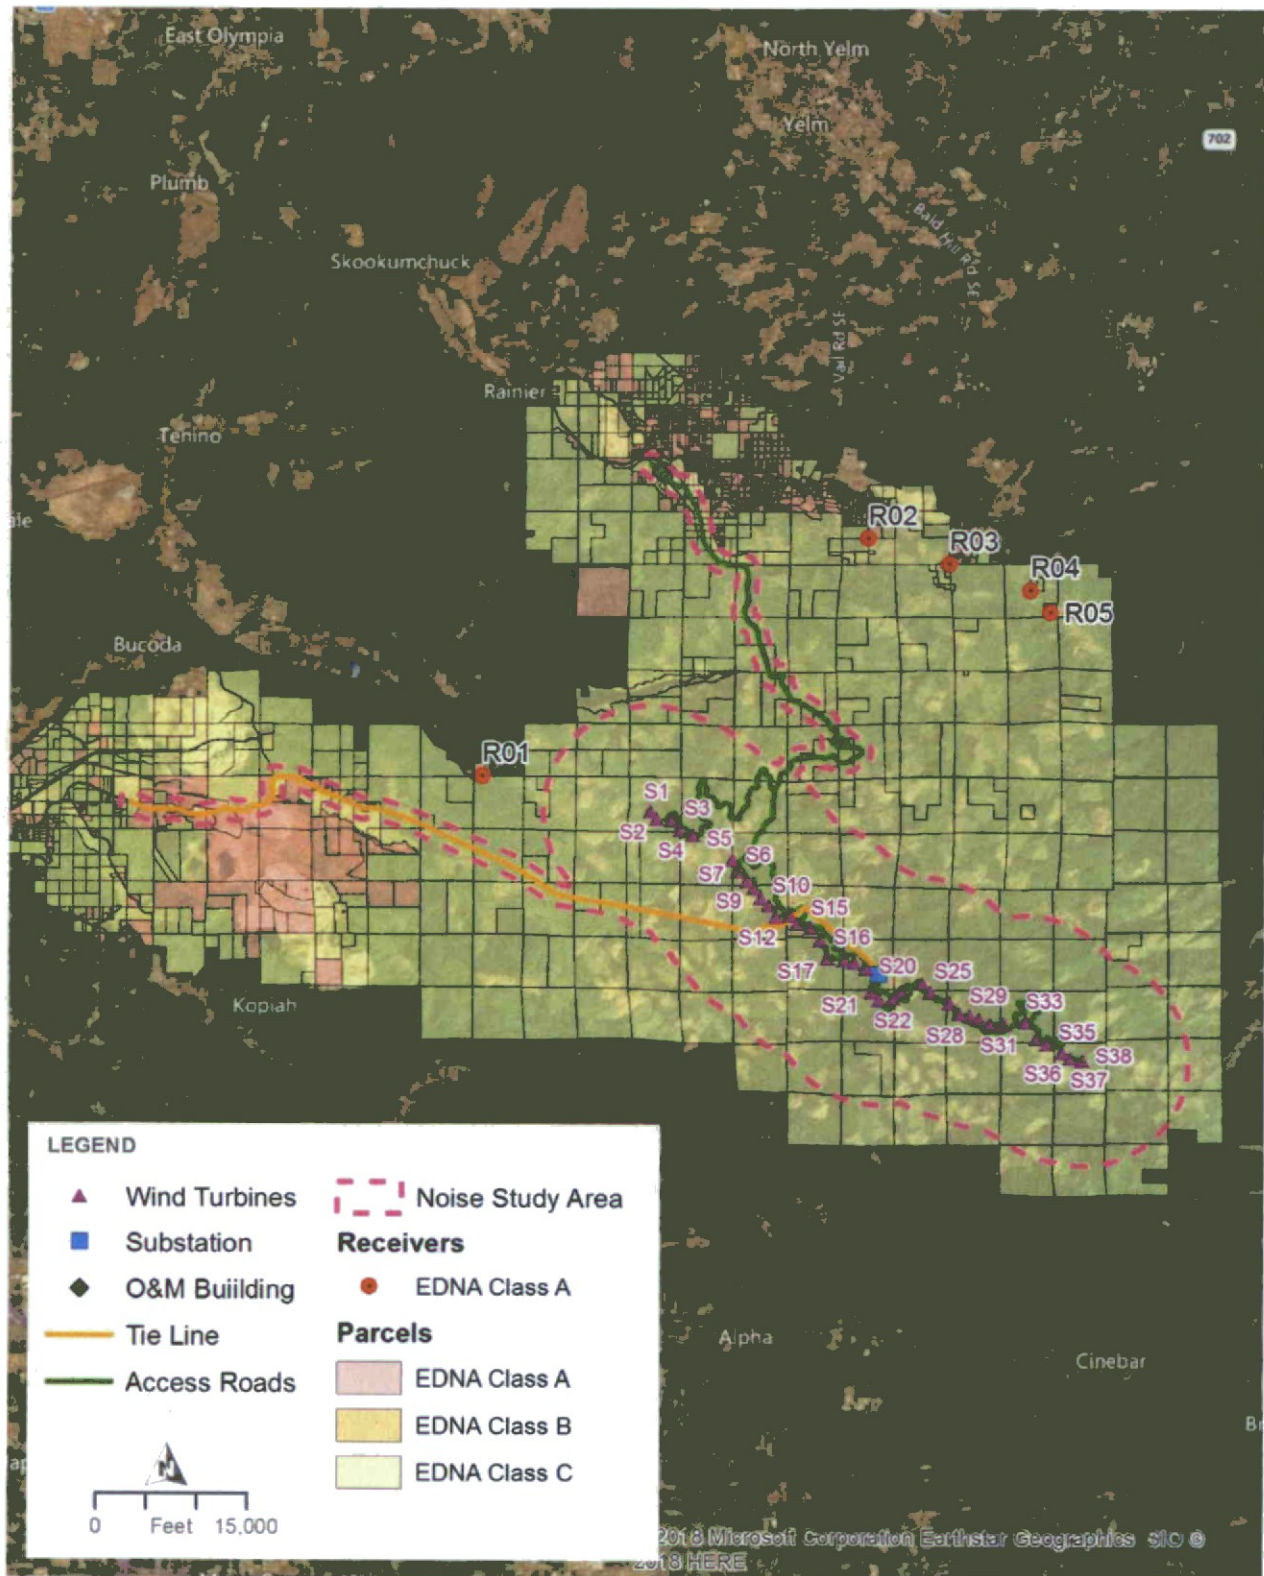 East Olympia
North Yelm
Yelm
702
Plumb
Bald Hill Rd SE
Skookumchuck
Vail Rd SE
Rainier
Tenino
R02
R03
R04
R05
Bucoda
R01
S1
S3
S2
S4
S5
S6
S7
S10
S9
S15
S12
S16
S17
S20
S25
S21
S29
S33
S22
S28
S31
S35
S38
S36
S37
Kopiah
LEGEND
Wind Turbines
Noise Study Area
Substation
Receivers
O&M Buiilding
EDNA Class A
Tie Line
Parcels
Access Roads
EDNA Class A
EDNA Class B
EDNA Class C
N
0 Feet 15,000
Alpha
Cinebar
2018 Microsoft Corporation Earthstar Geographics SIO ©
2018 HERE